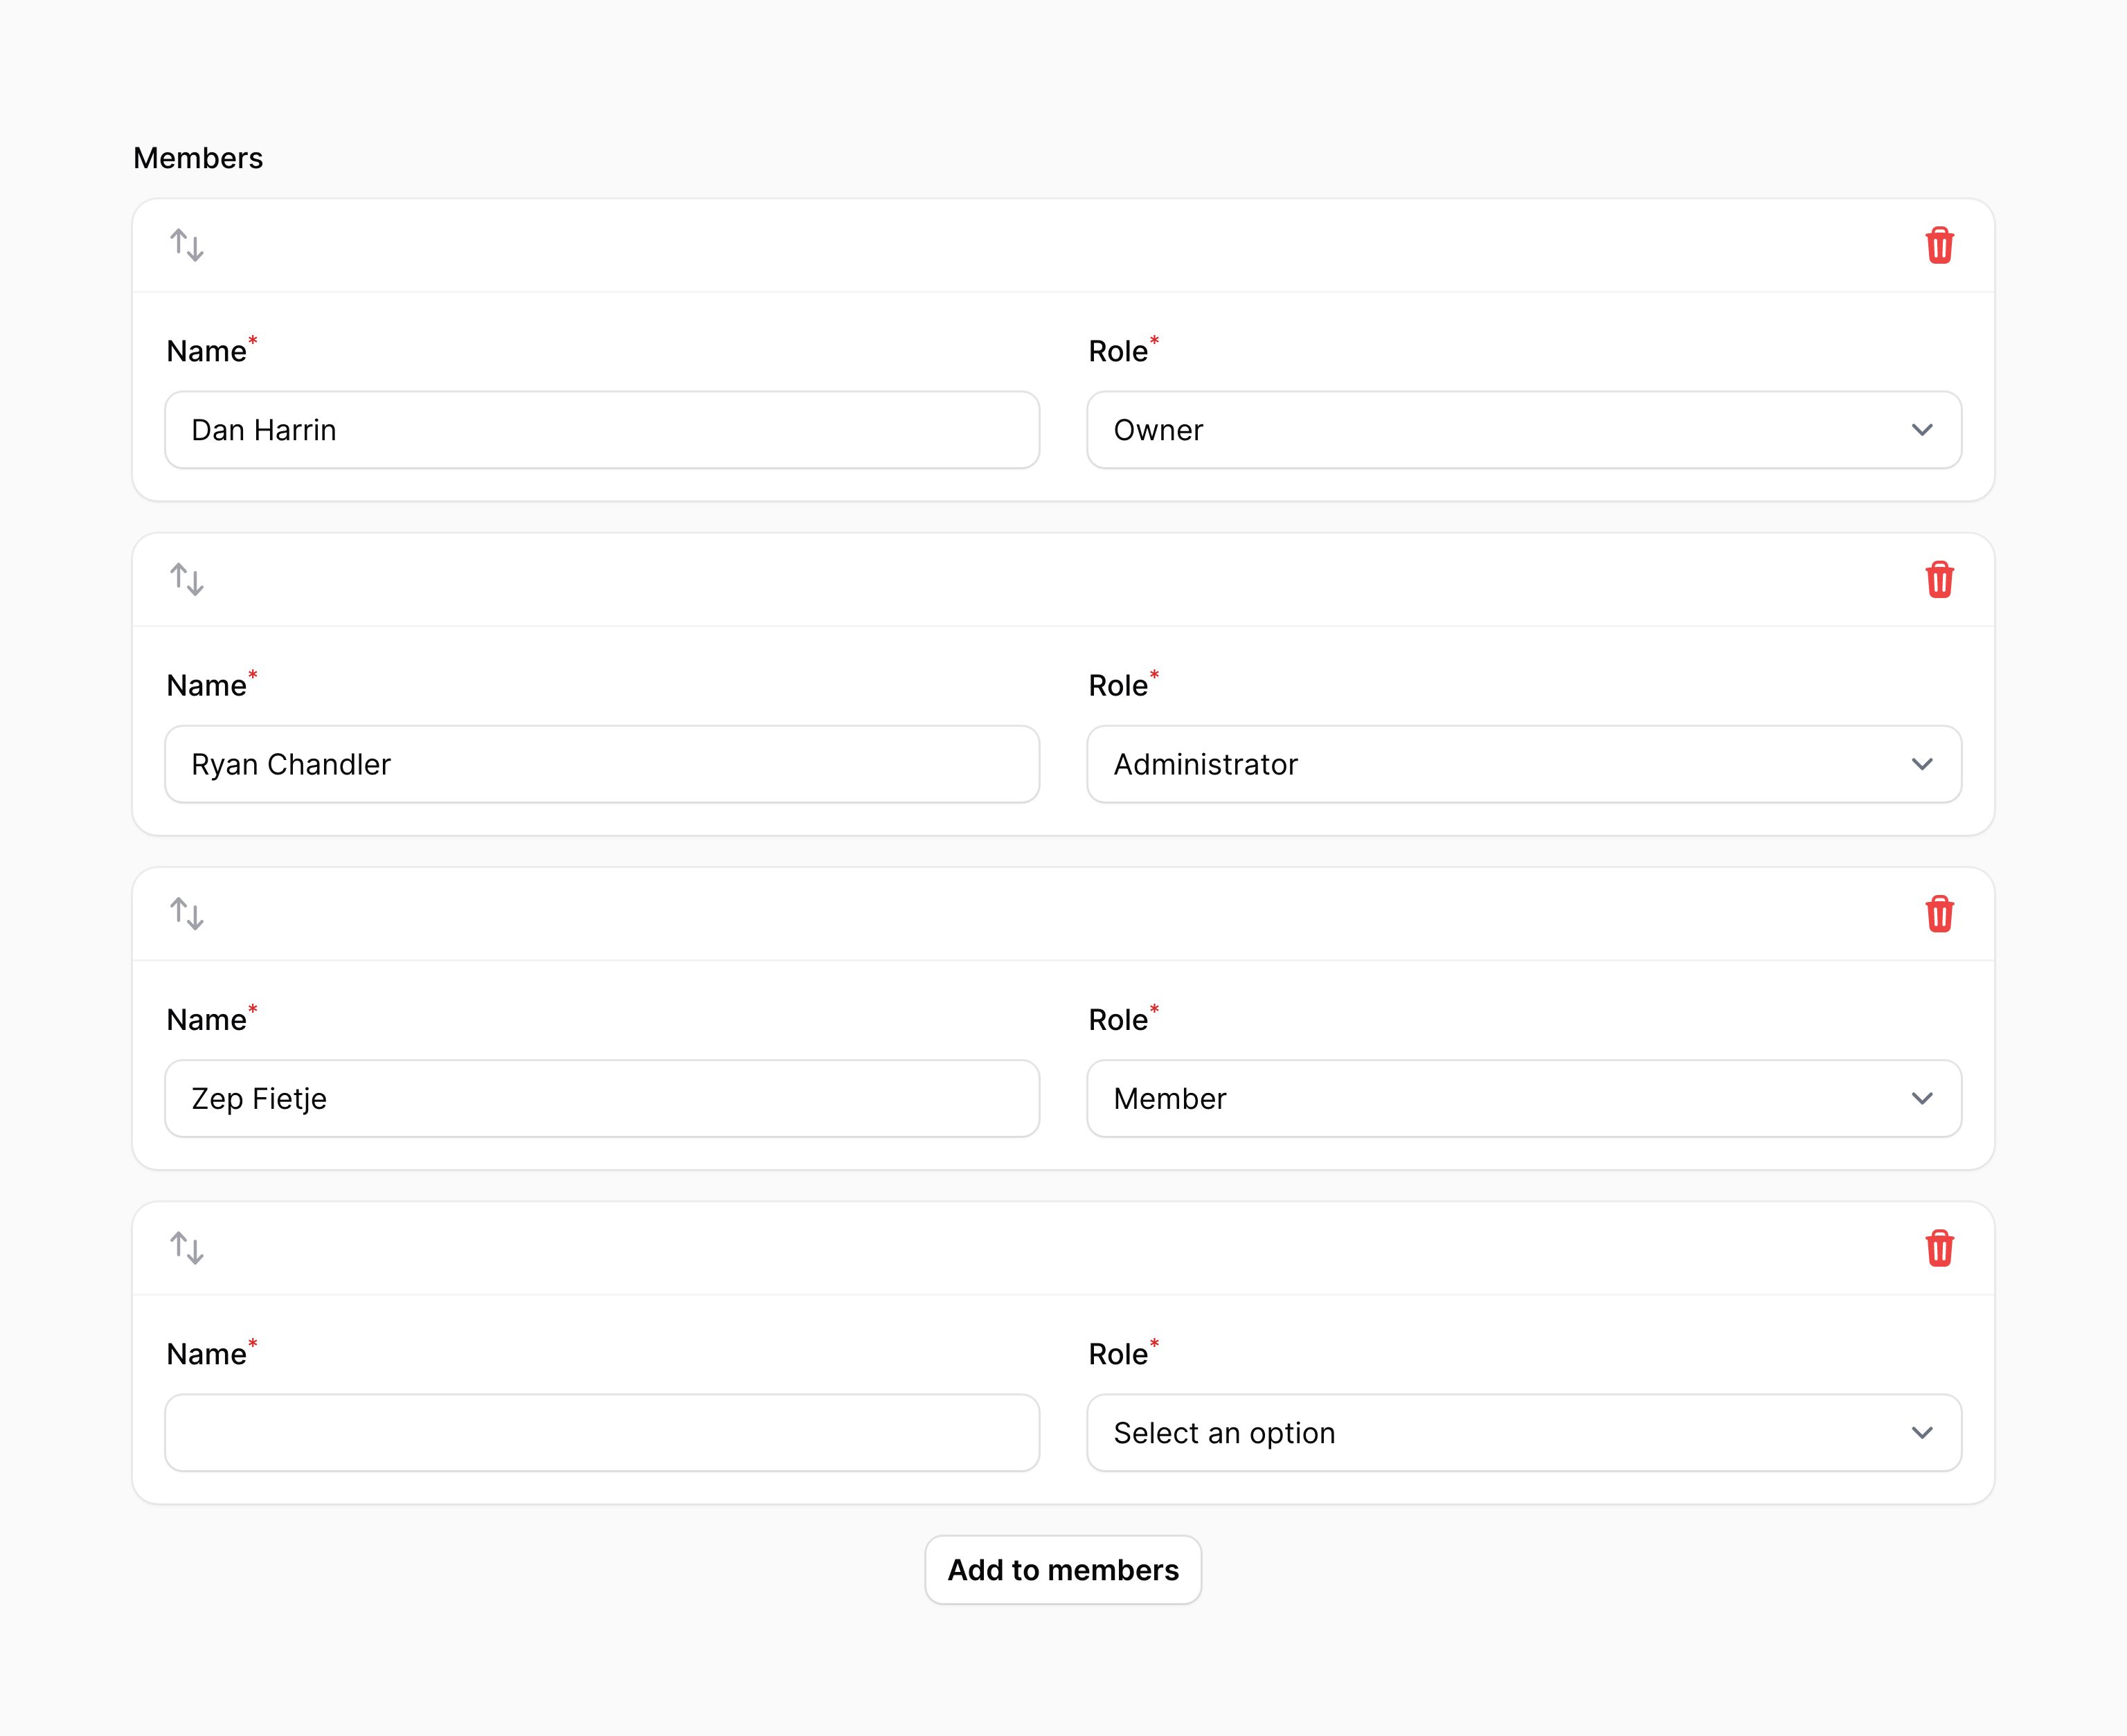 Members
Name* Role*
Dan Harrin Owner
Name* Role*
Ryan Chandler Administrator
Name* Role*
Zep Fietje Member
Name* Role*
Select an option
Add to members